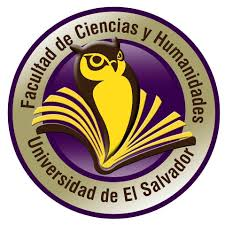 Facultad de Ciencias y Humanidades
Universidad de El Salvador